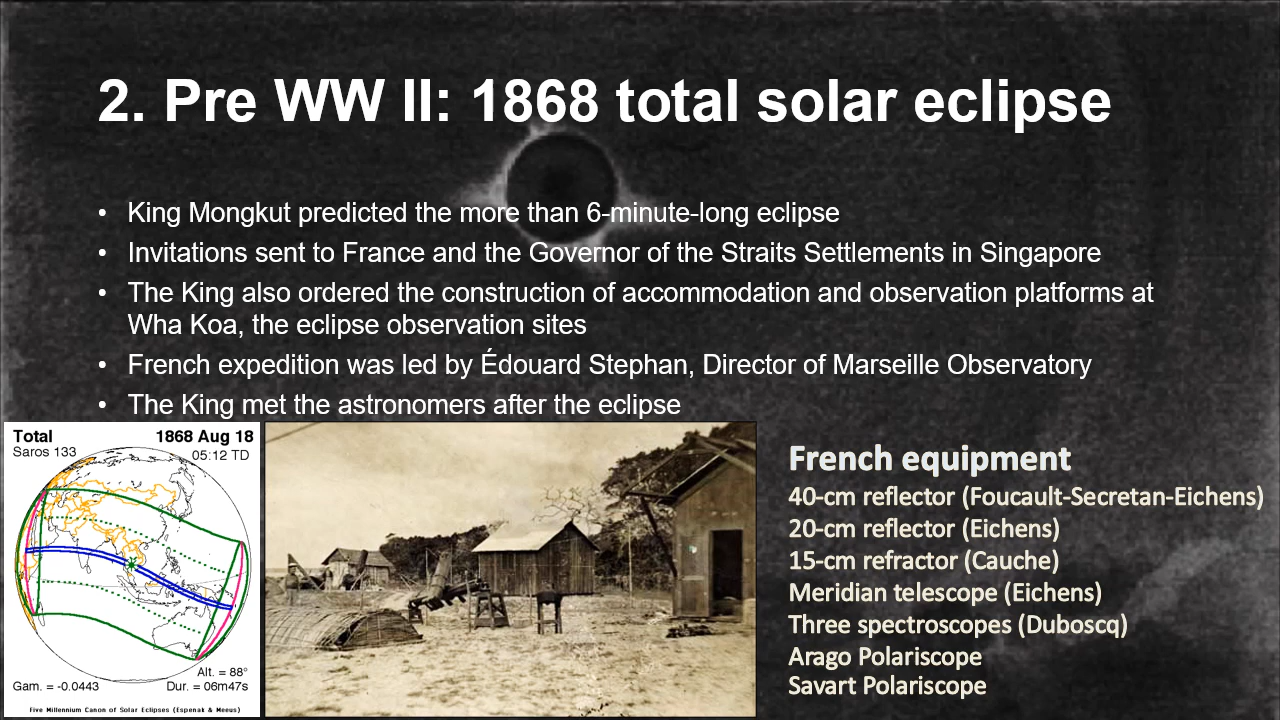 2. Pre WW II: 1868 total solar eclipse
• King Mongkut predicted the more than 6-minute-long eclipse
• Invitations sent to France and the Governor of the Straits Settlements in Singapore
• The King also ordered the construction of accommodation and observation platforms at
Wha Koa, the eclipse observation sites
• French expedition was led by Édouard Stephan, Director of Marseille Observatory
• The King met the astronomers after the eclipse
Total 1868 Aug 18
Saros 133 05:12 TD
Alt. = 88°
Gam. = -0.0443 Dur. = 06m47s
Five Millennium Canon of Solar Eclipses (Espenak & Meeus)
French equipment
40-cm reflector (Foucault-Secretan-Eichens)
20-cm reflector (Eichens)
15-cm refractor (Cauche)
Meridian telescope (Eichens)
Three spectroscopes (Duboscq)
Arago Polariscope
Savart Polariscope